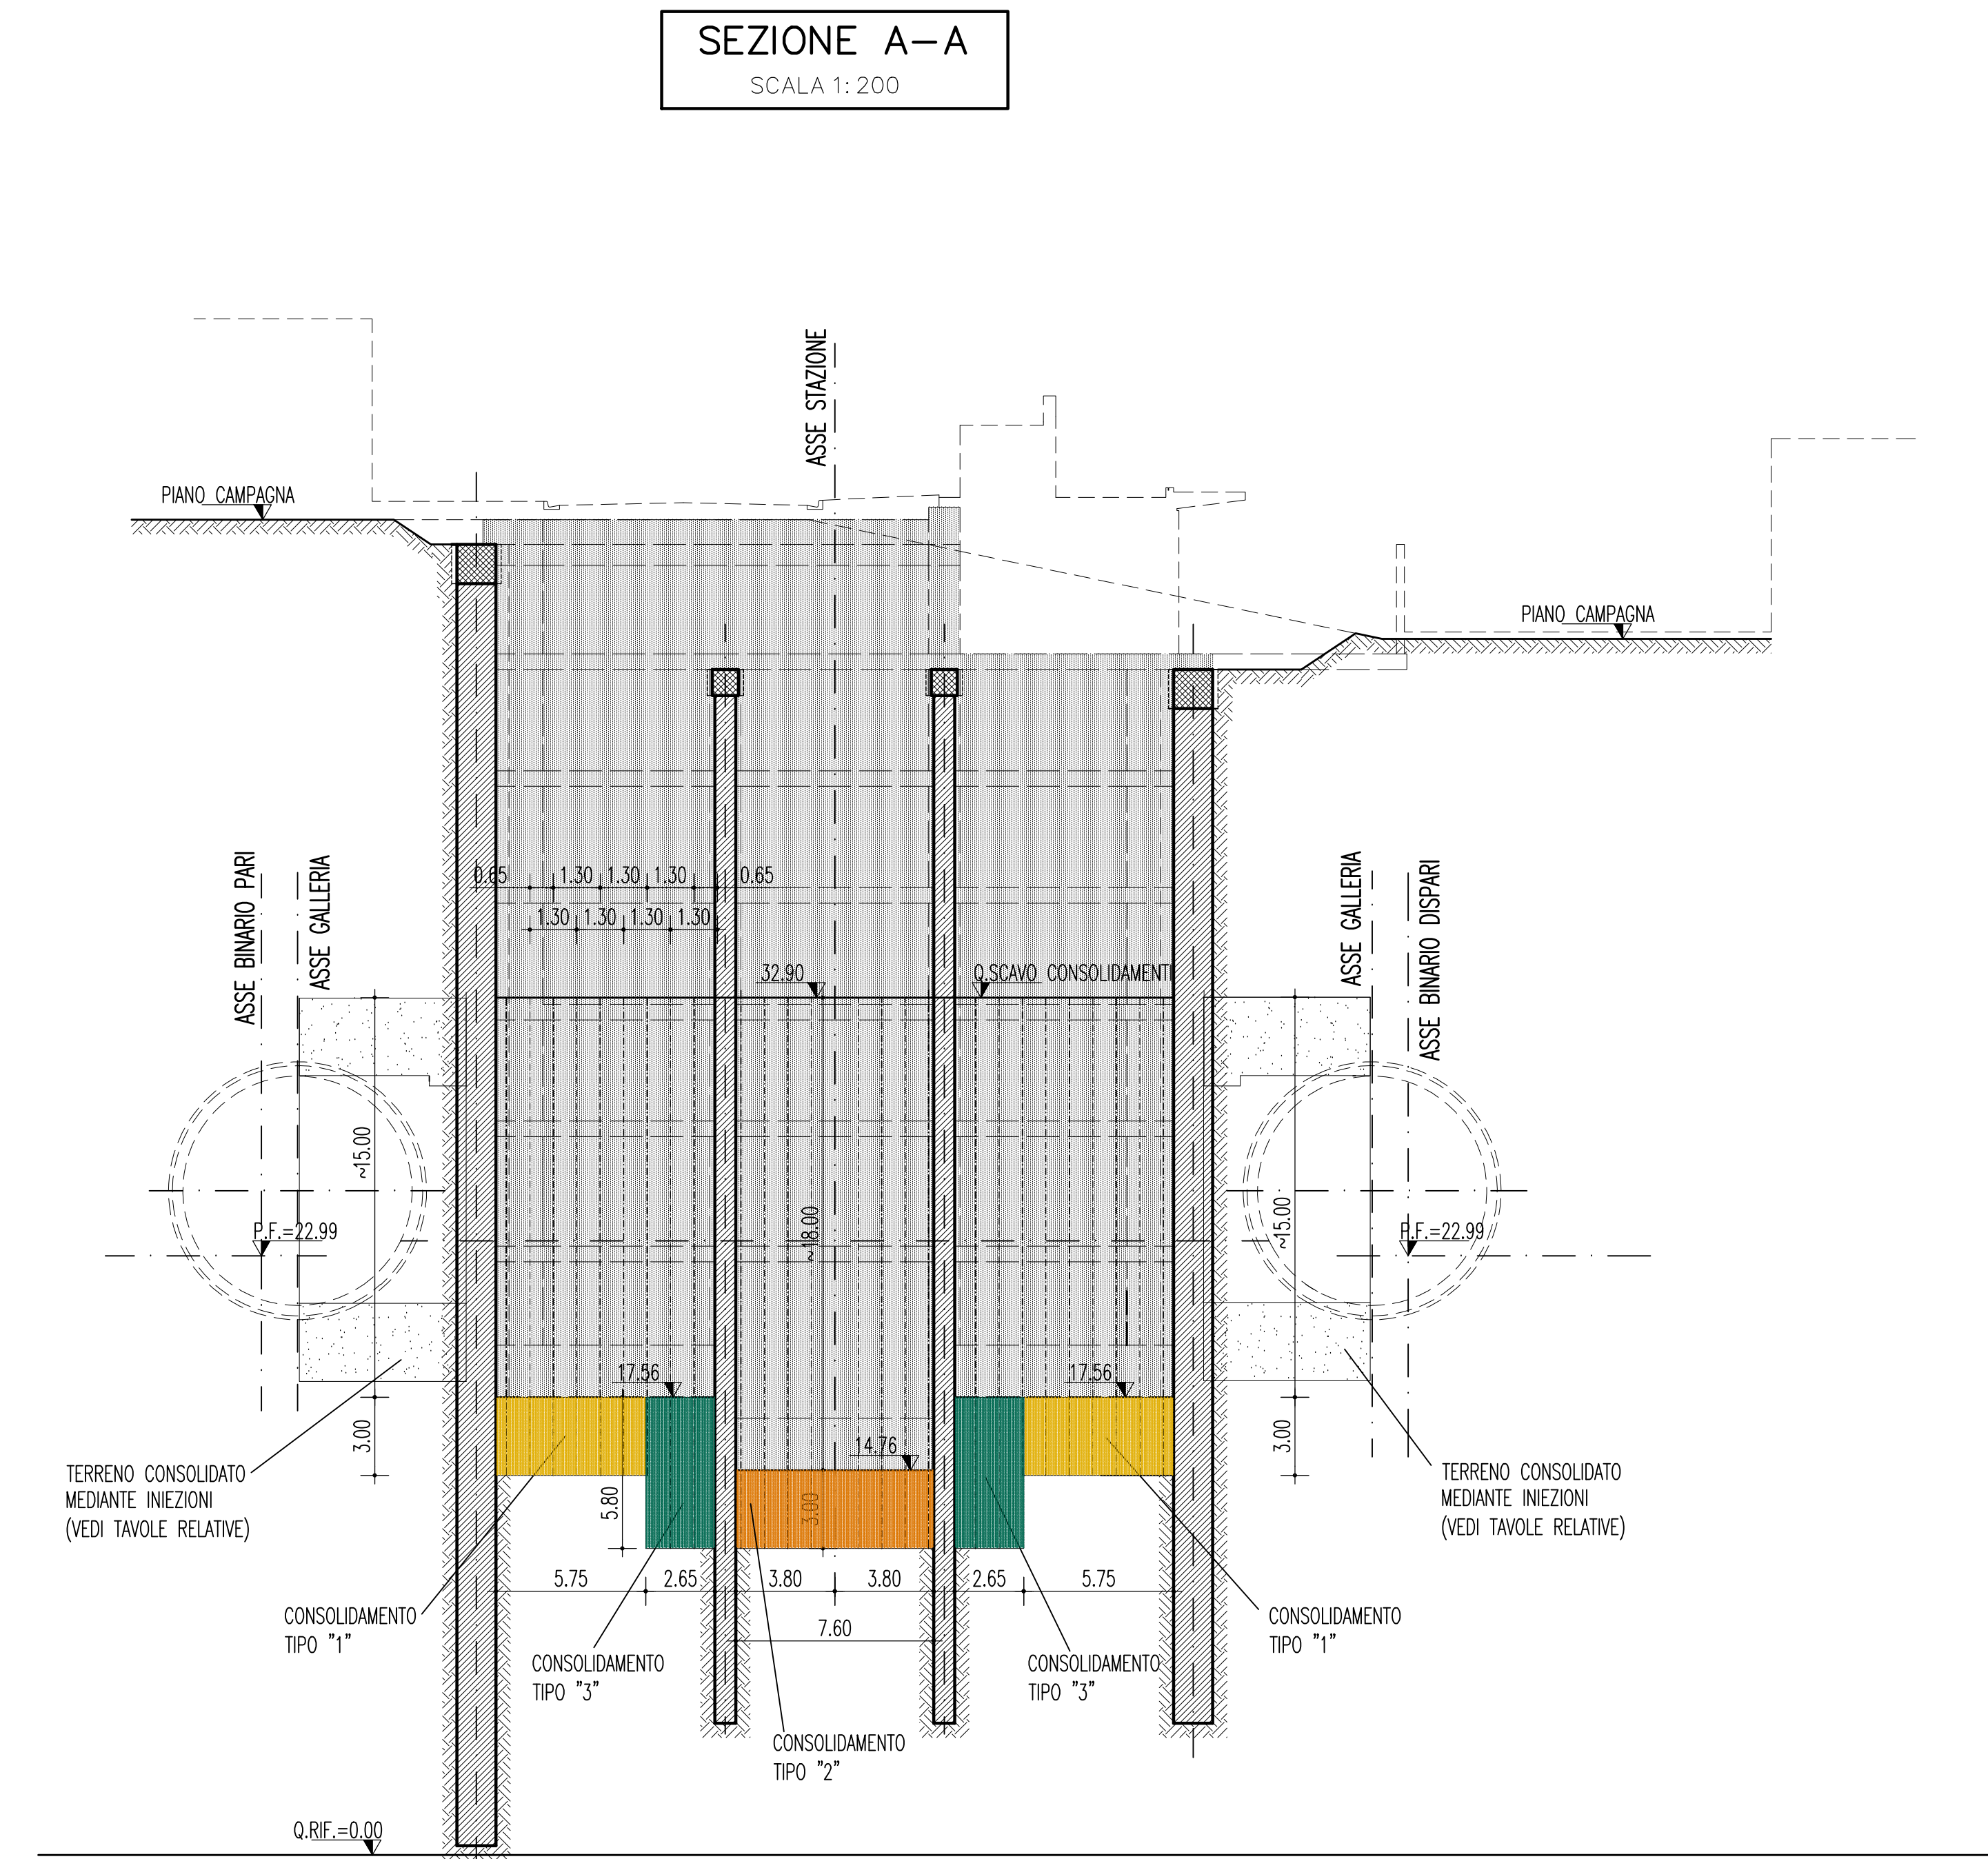 SEZIONE A-A
SCALA 1:200
ASSE STAZIONE
PIANO CAMPAGNA
PIANO CAMPAGNA
ASSE BINARIO PARI
ASSE GALLERIA
ASSE GALLERIA
ASSE BINARIO DISPARI
0.65 1.30 1.30 1.30 0.65
1.30 1.30 1.30 1.30
32.90
Q.SCAVO CONSOLIDAMENTI
~15.00
~18.00
~15.00
P.F.=22.99
P.F.=22.99
17.56
17.56
14.76
3.00
5.80
3.00
3.00
TERRENO CONSOLIDATO
MEDIANTE INIEZIONI
(VEDI TAVOLE RELATIVE)
TERRENO CONSOLIDATO
MEDIANTE INIEZIONI
(VEDI TAVOLE RELATIVE)
5.75 2.65 3.80 3.80 2.65 5.75
7.60
CONSOLIDAMENTO
TIPO "1"
CONSOLIDAMENTO
TIPO "3"
CONSOLIDAMENTO
TIPO "2"
CONSOLIDAMENTO
TIPO "3"
CONSOLIDAMENTO
TIPO "1"
Q.RIF.=0.00